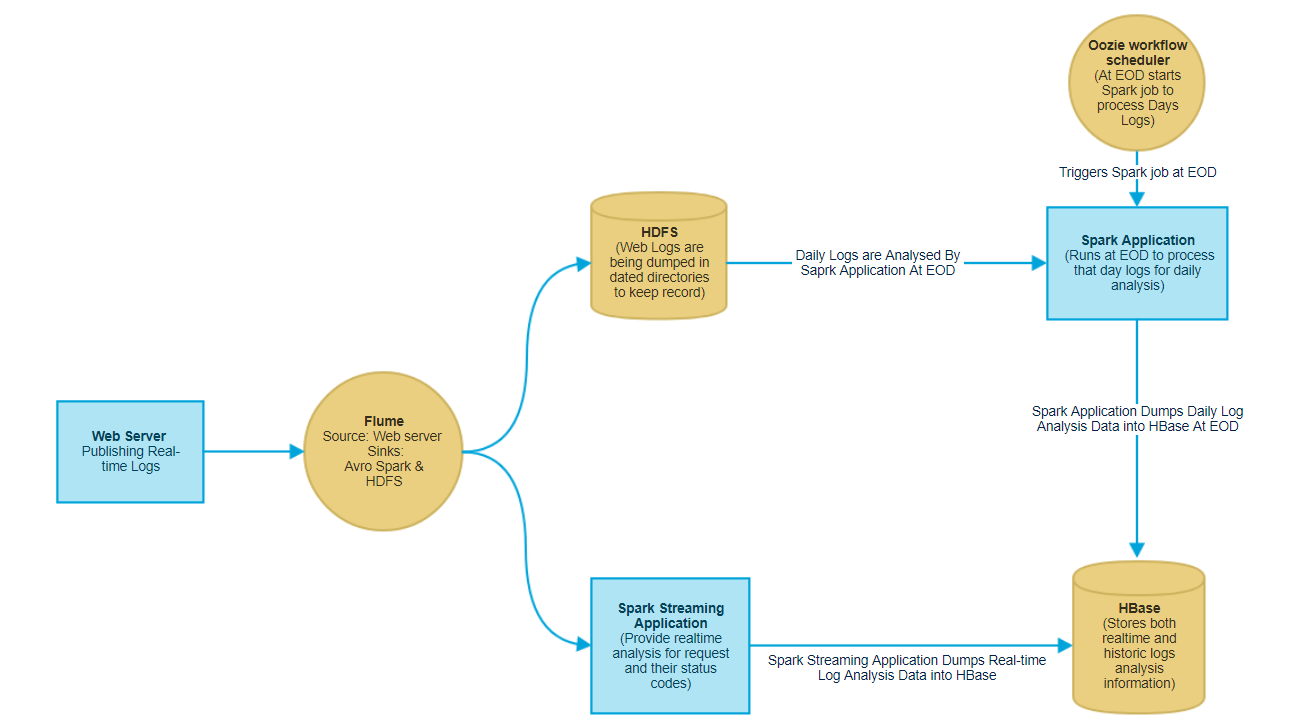 Oozie workflow
scheduler
(At EOD starts
Spark job to
process Days
Logs)
Triggers Spark job at EOD
HDFS
(Web Logs are
being dumped in
dated directories
to keep record)
Daily Logs are Analysed By
Saprk Application At EOD
Spark Application
(Runs at EOD to process
that day logs for daily
analysis)
Web Server
Publishing Real-
time Logs
Flume
Source: Web server
Sinks:
Avro Spark &
HDFS
Spark Application Dumps Daily Log
Analysis Data into HBase At EOD
Spark Streaming
Application
(Provide realtime
analysis for request
and their status
codes)
Spark Streaming Application Dumps Real-time
Log Analysis Data into HBase
HBase
(Stores both
realtime and
historic logs
analysis
information)